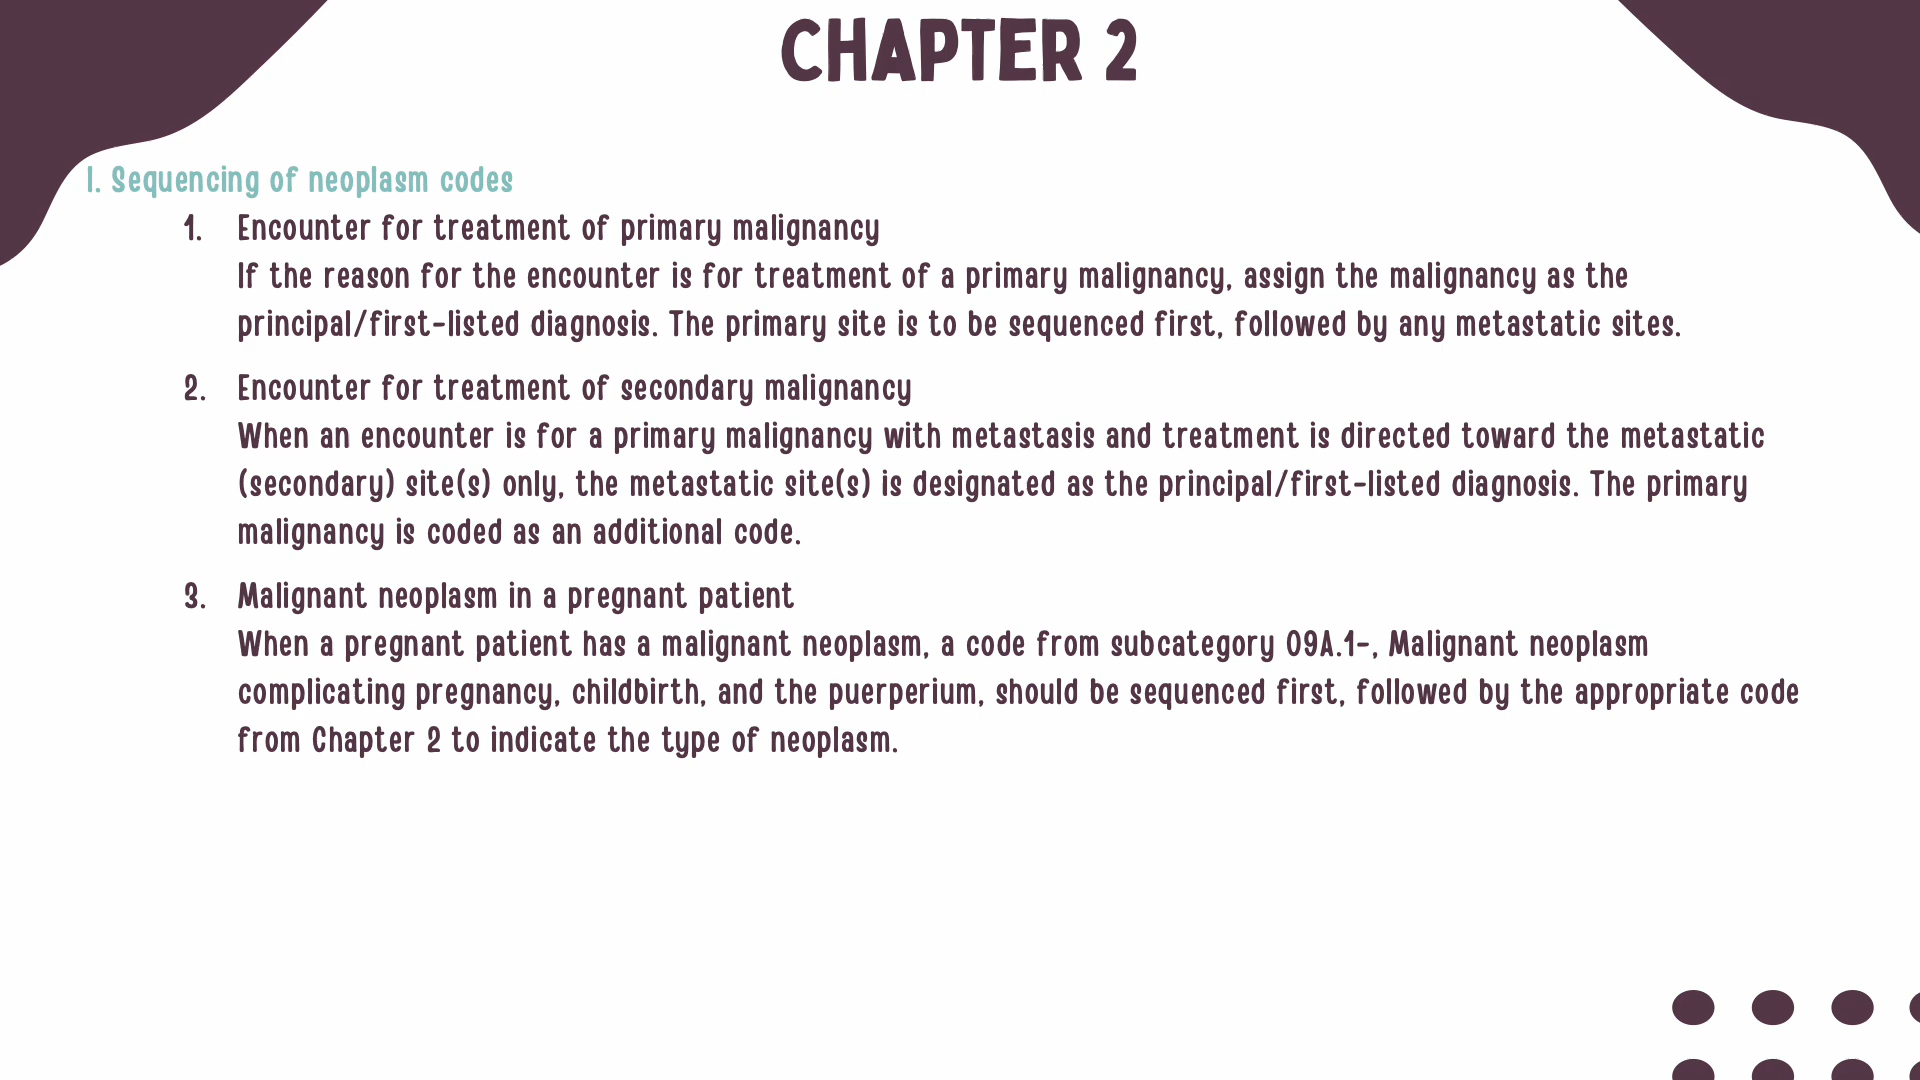 CHAPTER 2
l. Sequencing of neoplasm codes
1. Encounter for treatment of primary malignancy
If the reason for the encounter is for treatment of a primary malignancy, assign the malignancy as the
principal/first-listed diagnosis. The primary site is to be sequenced first, followed by any metastatic sites.
2. Encounter for treatment of secondary malignancy
When an encounter is for a primary malignancy with metastasis and treatment is directed toward the metastatic
(secondary) site(s) only, the metastatic site(s) is designated as the principal/first-listed diagnosis. The primary
malignancy is coded as an additional code.
3. Malignant neoplasm in a pregnant patient
When a pregnant patient has a malignant neoplasm, a code from subcategory O9A.1-, Malignant neoplasm
complicating pregnancy, childbirth, and the puerperium, should be sequenced first, followed by the appropriate code
from Chapter 2 to indicate the type of neoplasm.